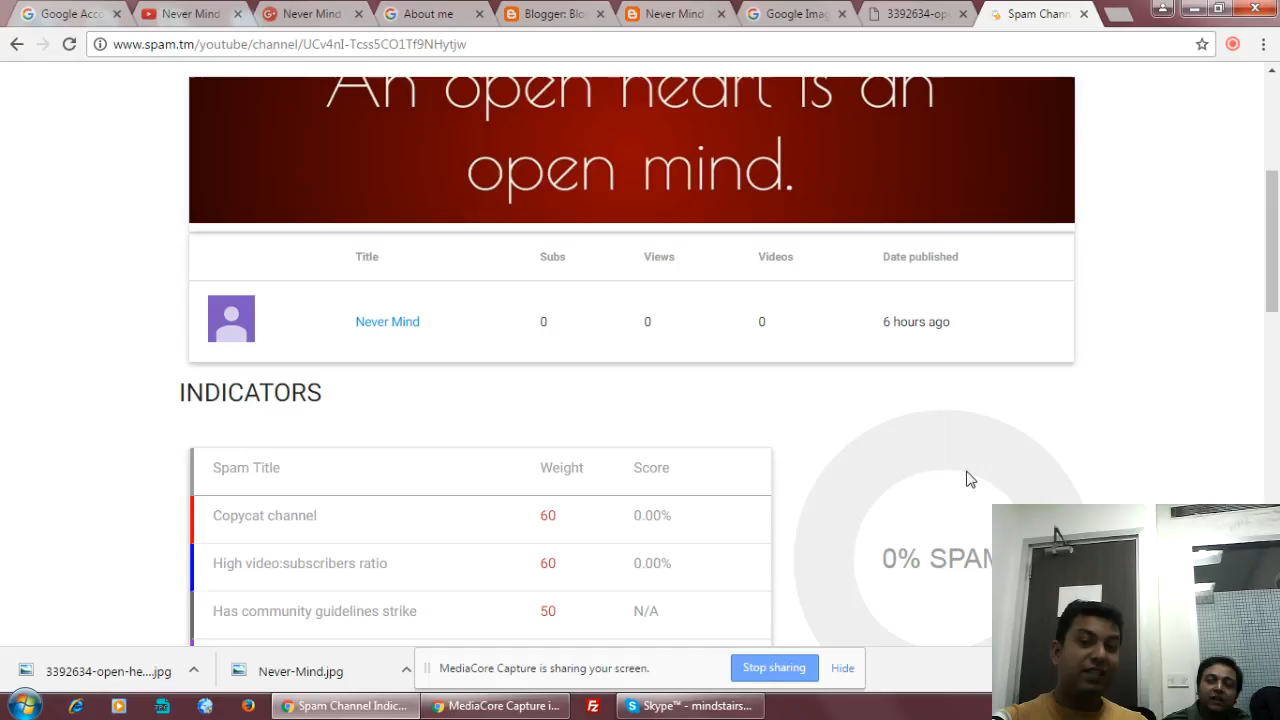 Google Acco
Never Mind
Never Mind
About me
Blogger: Blo
Never Mind
Google Imag
3392634-op
Spam Chann
www.spam.tm/youtube/channel/UCv4nI-Tcss5CO1Tf9NHytjw
An open heart is an
open mind.
Title Subs Views Videos Date published
Never Mind 0 0 0 6 hours ago
INDICATORS
Spam Title Weight Score
Copycat channel 60 0.00%
High video:subscribers ratio 60 0.00%
Has community guidelines strike 50 N/A
0% SPAM
3392634-open-he....jpg
Never-Mind.jpg
MediaCore Capture is sharing your screen.
Stop sharing
Hide
Spam Channel Indic...
MediaCore Capture i...
Skype™ - mindstairs...